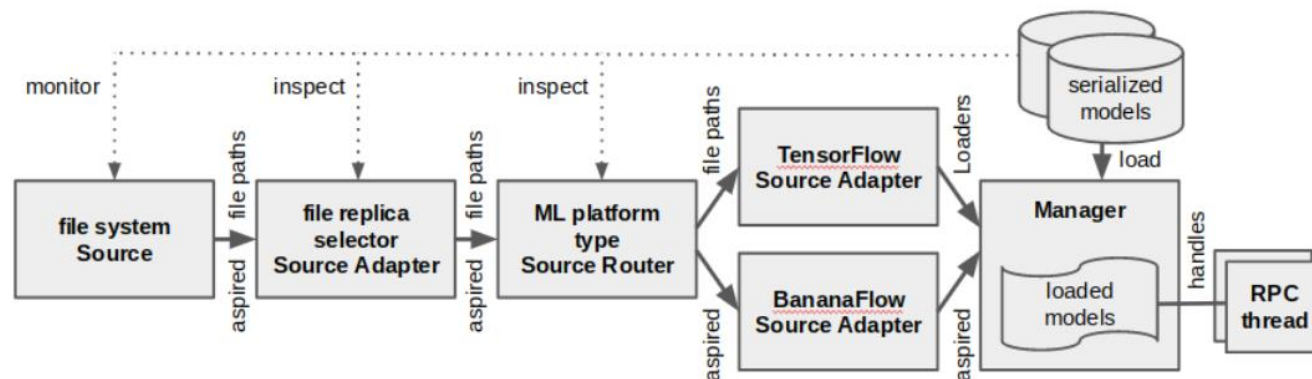 monitor
inspect
inspect
serialized
models
load
file system
Source
aspired file paths
file replica
selector
Source Adapter
aspired file paths
ML platform
type
Source Router
file paths
aspired
TensorFlow
Source Adapter
BananaFlow
Source Adapter
Loaders
aspired
Manager
loaded
models
handles
RPC
thread